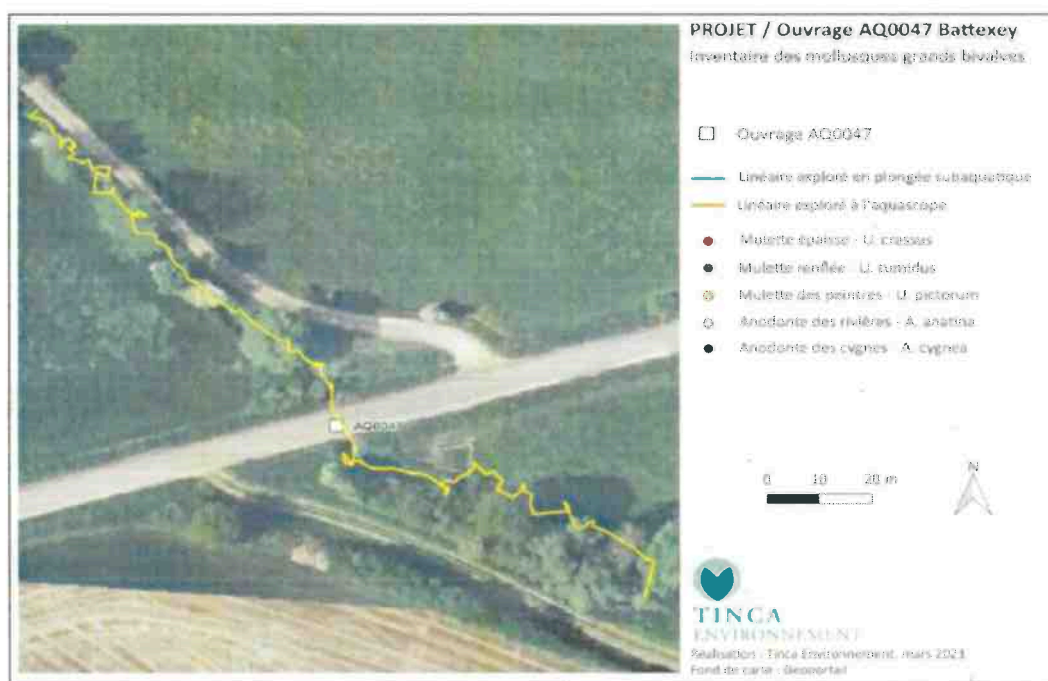 PROJET / Ouvrage AQ0047 Battexey
Inventaire des mollusques grands bivalves
Ouvrage AQ0047
Linéaire exploré en plongée subaquatique
Linéaire exploré à l'aquascope
Mulette épaisse - U. crassus
Mulette renflée - U. tumidus
Mulette des peintres - U. pictorum
Anodonte des rivières - A. anatina
Anodonte des cygnes - A. cygnea
AQ0047
0 10 20 m
N
TINCA
ENVIRONNEMENT
Réalisation : Tinca Environnement, mars 2021
Fond de carte : Géoportail